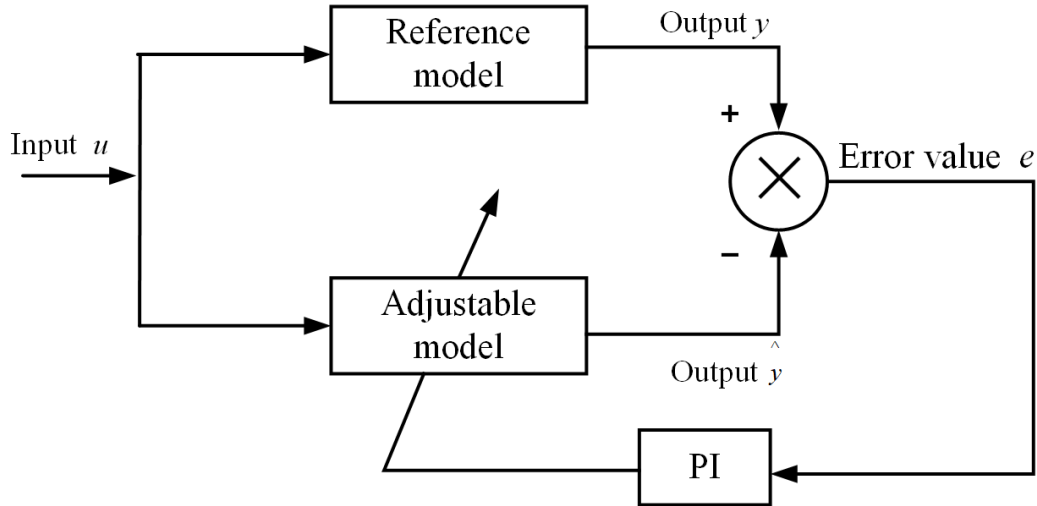 Reference
model
Output y
+
Input u
Error value e
−
Adjustable
model
Output ŷ
PI